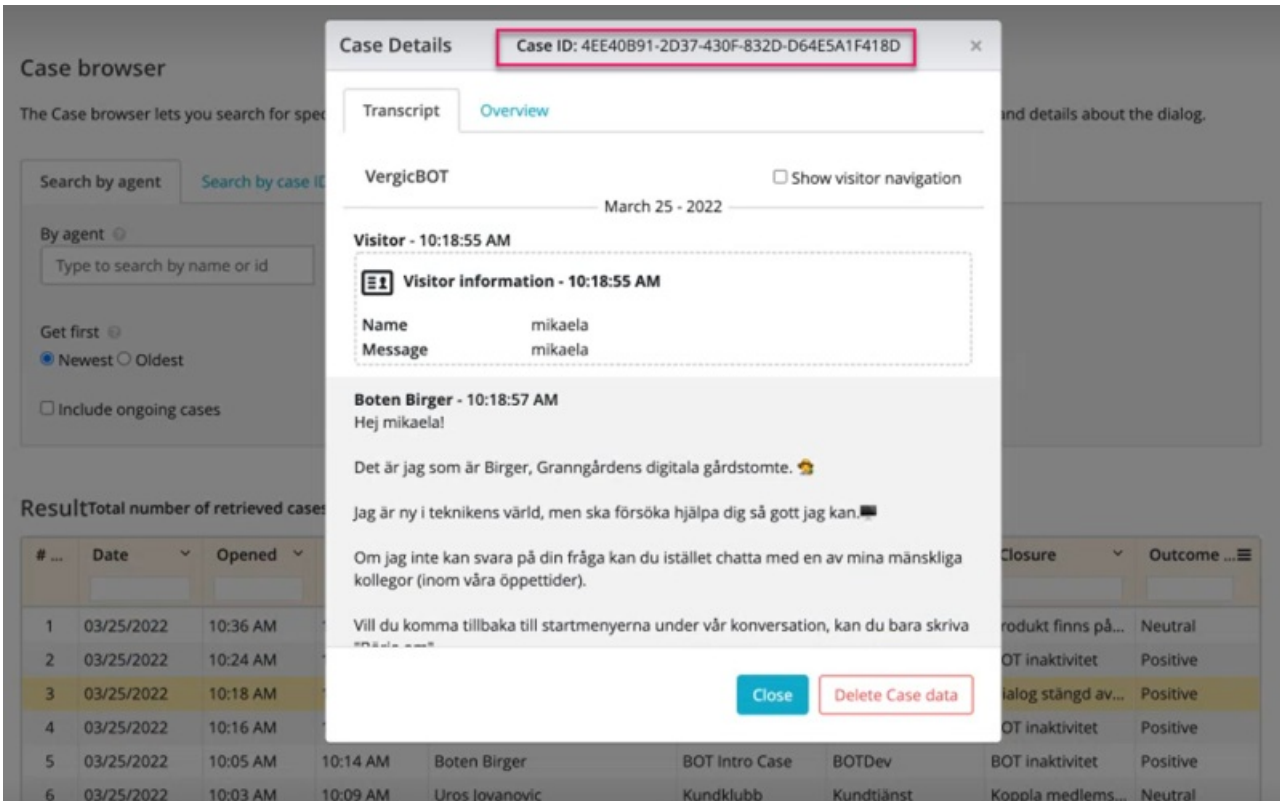 Case Details
Case ID: 4EE40B91-2D37-430F-832D-D64E5A1F418D
×
Case browser
The Case browser lets you search for spec
and details about the dialog.
Search by agent
Search by case ID
By agent
Type to search by name or id
Get first
Newest Oldest
Include ongoing cases
Transcript
Overview
VergicBOT
Show visitor navigation
March 25 - 2022
Visitor - 10:18:55 AM
Visitor information - 10:18:55 AM
Name mikaela
Message mikaela
Boten Birger - 10:18:57 AM
Hej mikaela!
Det är jag som är Birger, Granngårdens digitala gårdstomte.
Jag är ny i teknikens värld, men ska försöka hjälpa dig så gott jag kan.
Om jag inte kan svara på din fråga kan du istället chatta med en av mina mänskliga
kollegor (inom våra öppettider).
Vill du komma tillbaka till startmenyerna under vår konversation, kan du bara skriva
Close
Delete Case data
Result Total number of retrieved cases
# ... Date Opened Closure Outcome ...
1 03/25/2022 10:36 AM rodukt finns på... Neutral
2 03/25/2022 10:24 AM OT inaktivitet Positive
3 03/25/2022 10:18 AM ialog stängd av... Positive
4 03/25/2022 10:16 AM OT inaktivitet Positive
5 03/25/2022 10:05 AM 10:14 AM Boten Birger BOT Intro Case BOTDev BOT inaktivitet Positive
6 03/25/2022 10:03 AM 10:09 AM Uros Jovanovic Kundklubb Kundtjänst Koppla medlems... Neutral